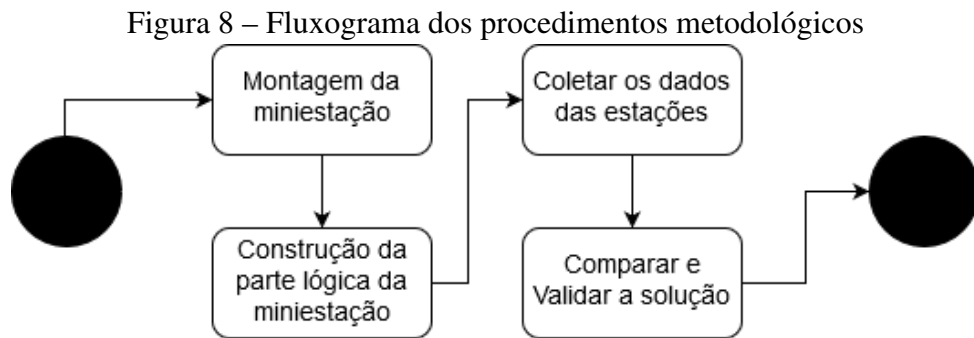 Figura 8 – Fluxograma dos procedimentos metodológicos
Montagem da
miniestação
Construção da
parte lógica da
miniestação
Coletar os dados
das estações
Comparar e
Validar a solução